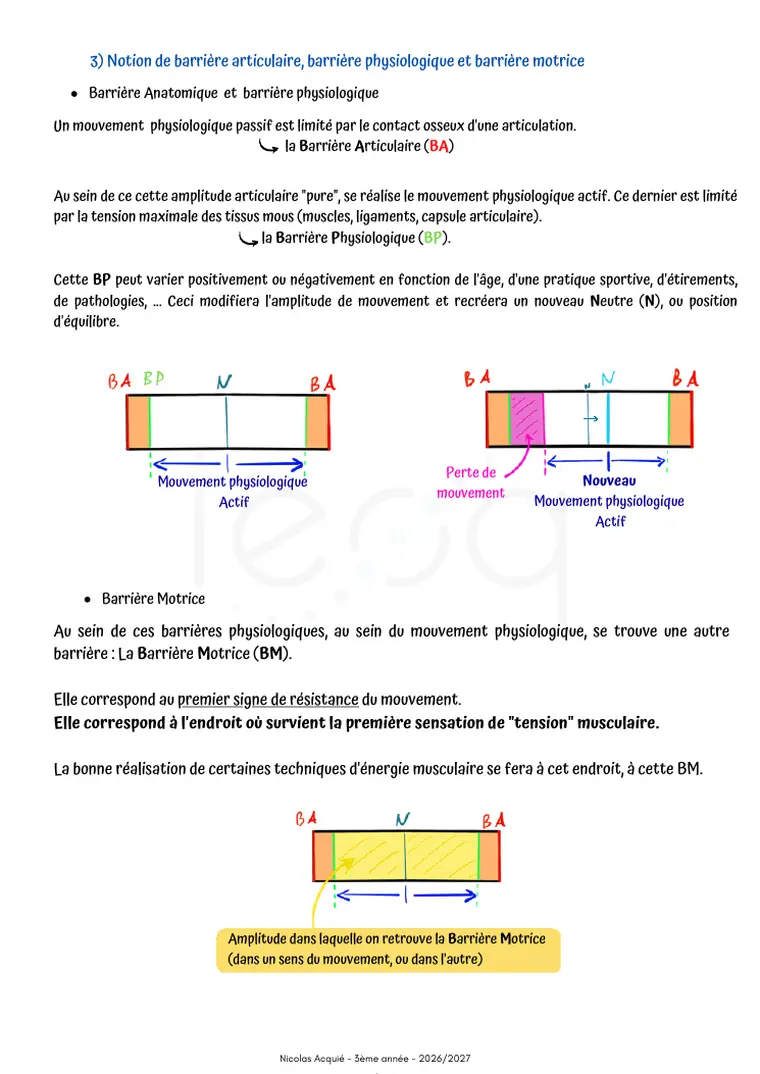 3) Notion de barrière articulaire, barrière physiologique et barrière motrice
• Barrière Anatomique et barrière physiologique
Un mouvement physiologique passif est limité par le contact osseux d'une articulation.
la Barrière Articulaire (BA)
Au sein de ce cette amplitude articulaire "pure", se réalise le mouvement physiologique actif. Ce dernier est limité
par la tension maximale des tissus mous (muscles, ligaments, capsule articulaire).
la Barrière Physiologique (BP).
Cette BP peut varier positivement ou négativement en fonction de l'âge, d'une pratique sportive, d'étirements,
de pathologies, ... Ceci modifiera l'amplitude de mouvement et recréera un nouveau Neutre (N), ou position
d'équilibre.
BA BP N BA
Mouvement physiologique
Actif
BA N N BA
Perte de
mouvement
Nouveau
Mouvement physiologique
Actif
ieoq
• Barrière Motrice
Au sein de ces barrières physiologiques, au sein du mouvement physiologique, se trouve une autre
barrière : La Barrière Motrice (BM).
Elle correspond au premier signe de résistance du mouvement.
Elle correspond à l'endroit où survient la première sensation de "tension" musculaire.
La bonne réalisation de certaines techniques d'énergie musculaire se fera à cet endroit, à cette BM.
BA N BA
Amplitude dans laquelle on retrouve la Barrière Motrice
(dans un sens du mouvement, ou dans l'autre)
Nicolas Acquié - 3ème année - 2026/2027